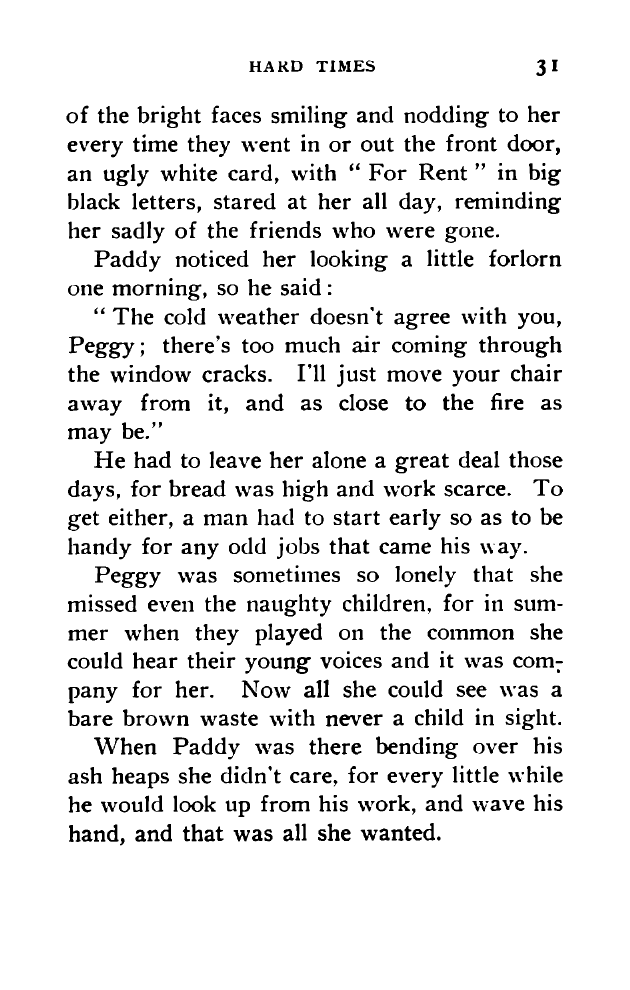 HARD TIMES 31
of the bright faces smiling and nodding to her
every time they went in or out the front door,
an ugly white card, with “ For Rent ” in big
black letters, stared at her all day, reminding
her sadly of the friends who were gone.
Paddy noticed her looking a little forlorn
one morning, so he said :
“ The cold weather doesn't agree with you,
Peggy ; there's too much air coming through
the window cracks. I'll just move your chair
away from it, and as close to the fire as
may be.”
He had to leave her alone a great deal those
days, for bread was high and work scarce. To
get either, a man had to start early so as to be
handy for any odd jobs that came his way.
Peggy was sometimes so lonely that she
missed even the naughty children, for in sum-
mer when they played on the common she
could hear their young voices and it was com-
pany for her. Now all she could see was a
bare brown waste with never a child in sight.
When Paddy was there bending over his
ash heaps she didn't care, for every little while
he would look up from his work, and wave his
hand, and that was all she wanted.